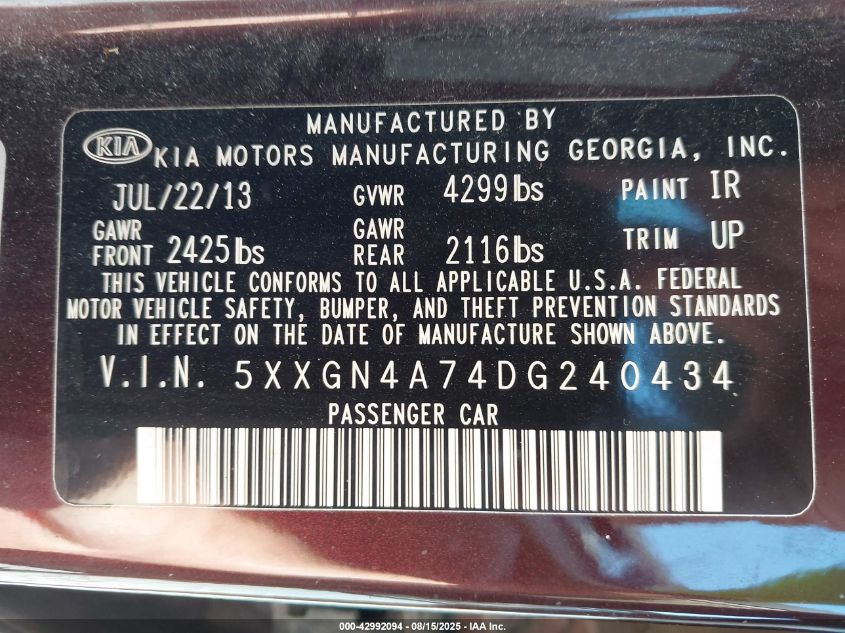 MANUFACTURED BY
KIA KIA MOTORS MANUFACTURING GEORGIA, INC.
JUL/22/13 GVWR 4299lbs PAINT IR
GAWR FRONT 2425lbs GAWR REAR 2116lbs TRIM UP
THIS VEHICLE CONFORMS TO ALL APPLICABLE U.S.A. FEDERAL
MOTOR VEHICLE SAFETY, BUMPER, AND THEFT PREVENTION STANDARDS
IN EFFECT ON THE DATE OF MANUFACTURE SHOWN ABOVE.
V.I.N. 5XXGN4A74DG240434
PASSENGER CAR
000-42992094 - 08/15/2025 - IAA Inc.